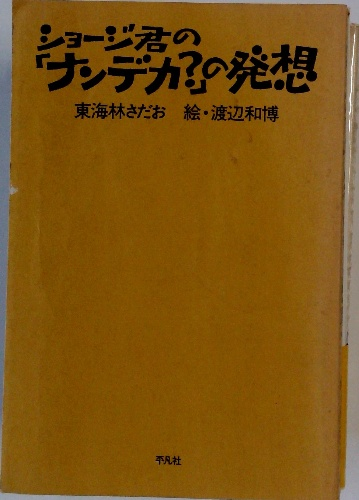 ショージ君の
「ナンデカ?」の発想
東海林さだお 絵・渡辺和博
平凡社